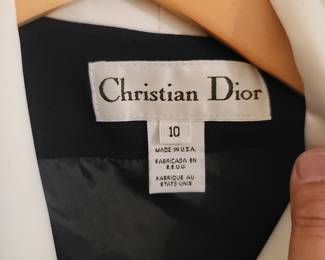 Christian Dior
10
MADE IN U.S.A.
FABRICADA EN
E.E.U.U.
FABRIQUE AU
ETATS-UNIS